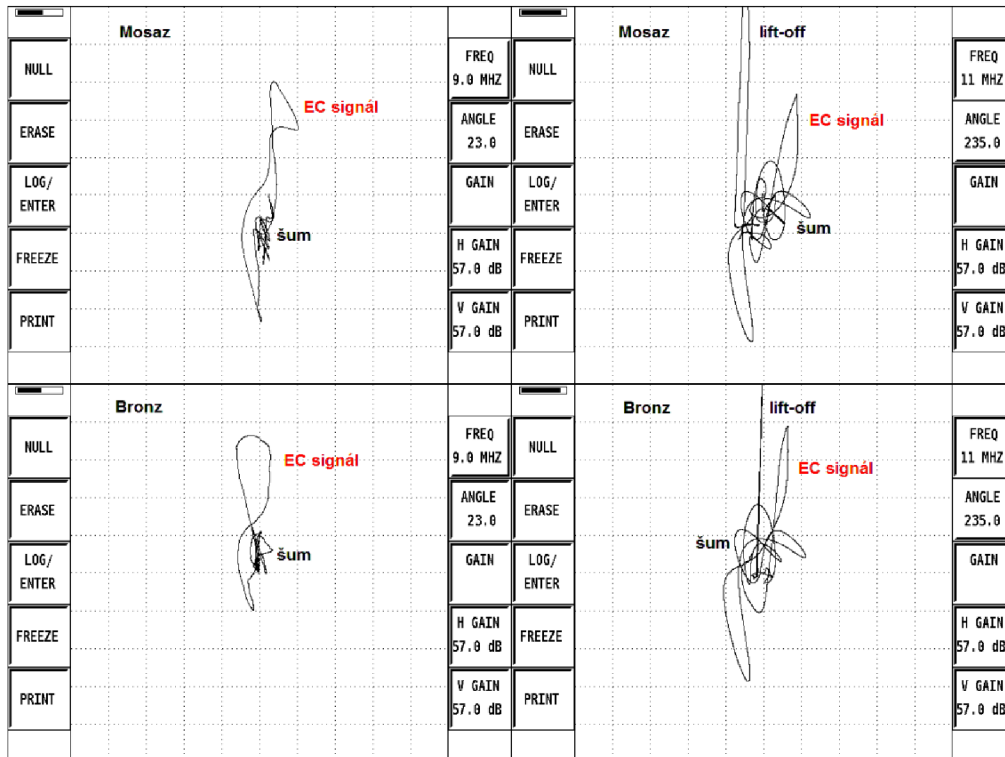 Mosaz
EC signál
šum
NULL
ERASE
LOG/
ENTER
FREEZE
PRINT
FREQ
9.0 MHZ
ANGLE
23.0
GAIN
H GAIN
57.0 dB
V GAIN
57.0 dB
Mosaz
lift-off
EC signál
šum
NULL
ERASE
LOG/
ENTER
FREEZE
PRINT
FREQ
11 MHZ
ANGLE
235.0
GAIN
H GAIN
57.0 dB
V GAIN
57.0 dB
Bronz
EC signál
šum
NULL
ERASE
LOG/
ENTER
FREEZE
PRINT
FREQ
9.0 MHZ
ANGLE
23.0
GAIN
H GAIN
57.0 dB
V GAIN
57.0 dB
Bronz
lift-off
EC signál
šum
NULL
ERASE
LOG/
ENTER
FREEZE
PRINT
FREQ
11 MHZ
ANGLE
235.0
GAIN
H GAIN
57.0 dB
V GAIN
57.0 dB